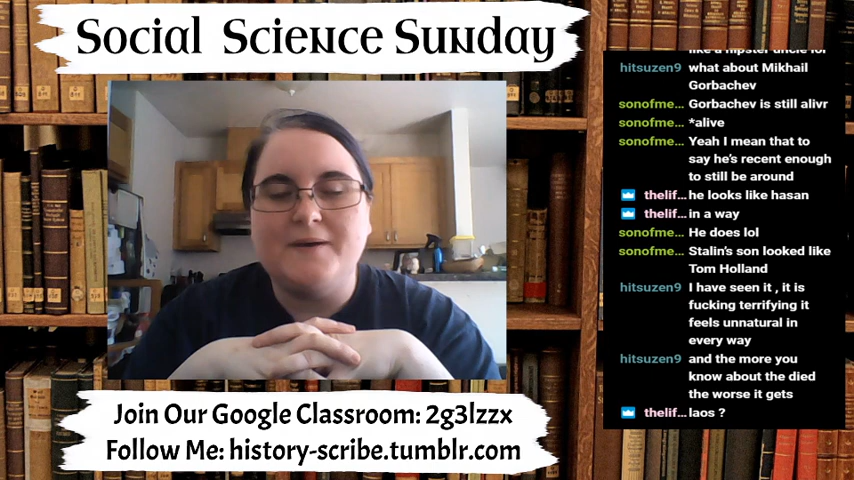 Social Science Sunday
like a hipster uncle lol
hitsuzen9 what about Mikhail
Gorbachev
sonofme... Gorbachev is still alivr
sonofme... *alive
sonofme... Yeah I mean that to
say he's recent enough
to still be around
thelif... he looks like hasan
thelif... in a way
sonofme... He does lol
sonofme... Stalin's son looked like
Tom Holland
hitsuzen9 I have seen it , it is
fucking terrifying it
feels unnatural in
every way
hitsuzen9 and the more you
know about the died
the worse it gets
thelif... laos ?
Join Our Google Classroom: 2g3lzzx
Follow Me: history-scribe.tumblr.com